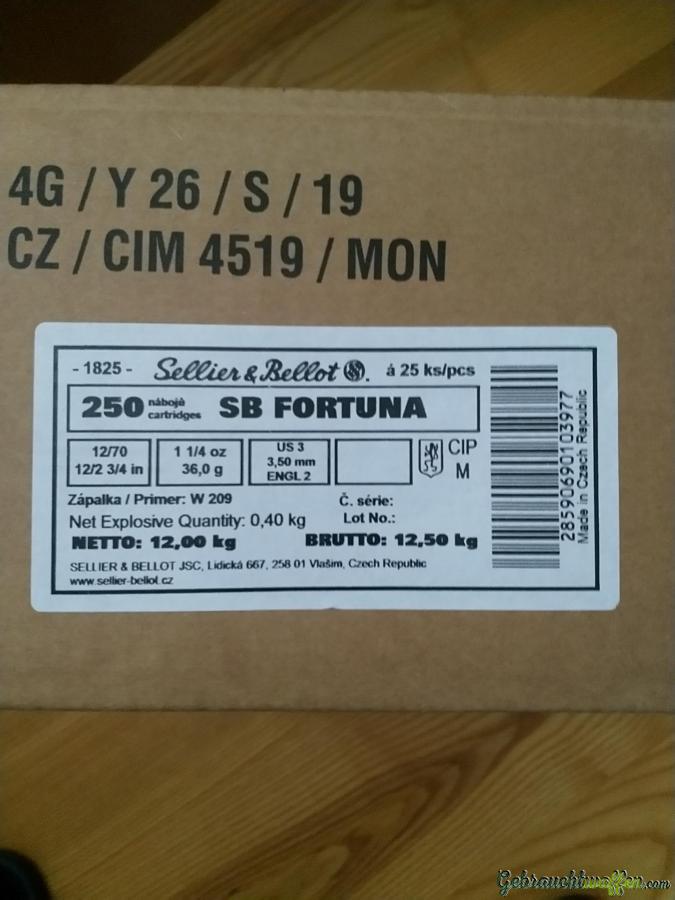 4G / Y 26 / S / 19
CZ / CIM 4519 / MON
- 1825 - Sellier & Bellot SB. á 25 ks/pcs
250 nábojů cartridges SB FORTUNA
12/70 1 1/4 oz US 3 CIP
12/2 3/4 in 36,0 g 3,50 mm M
ENGL 2
Zápalka / Primer: W 209 Č. série:
Net Explosive Quantity: 0,40 kg Lot No.:
NETTO: 12,00 kg BRUTTO: 12,50 kg
SELLIER & BELLOT JSC, Lidická 667, 258 01 Vlašim, Czech Republic
www.sellier-bellot.cz
2859069010397​7
Made in Czech Republic
Gebrauchtwaffen.com